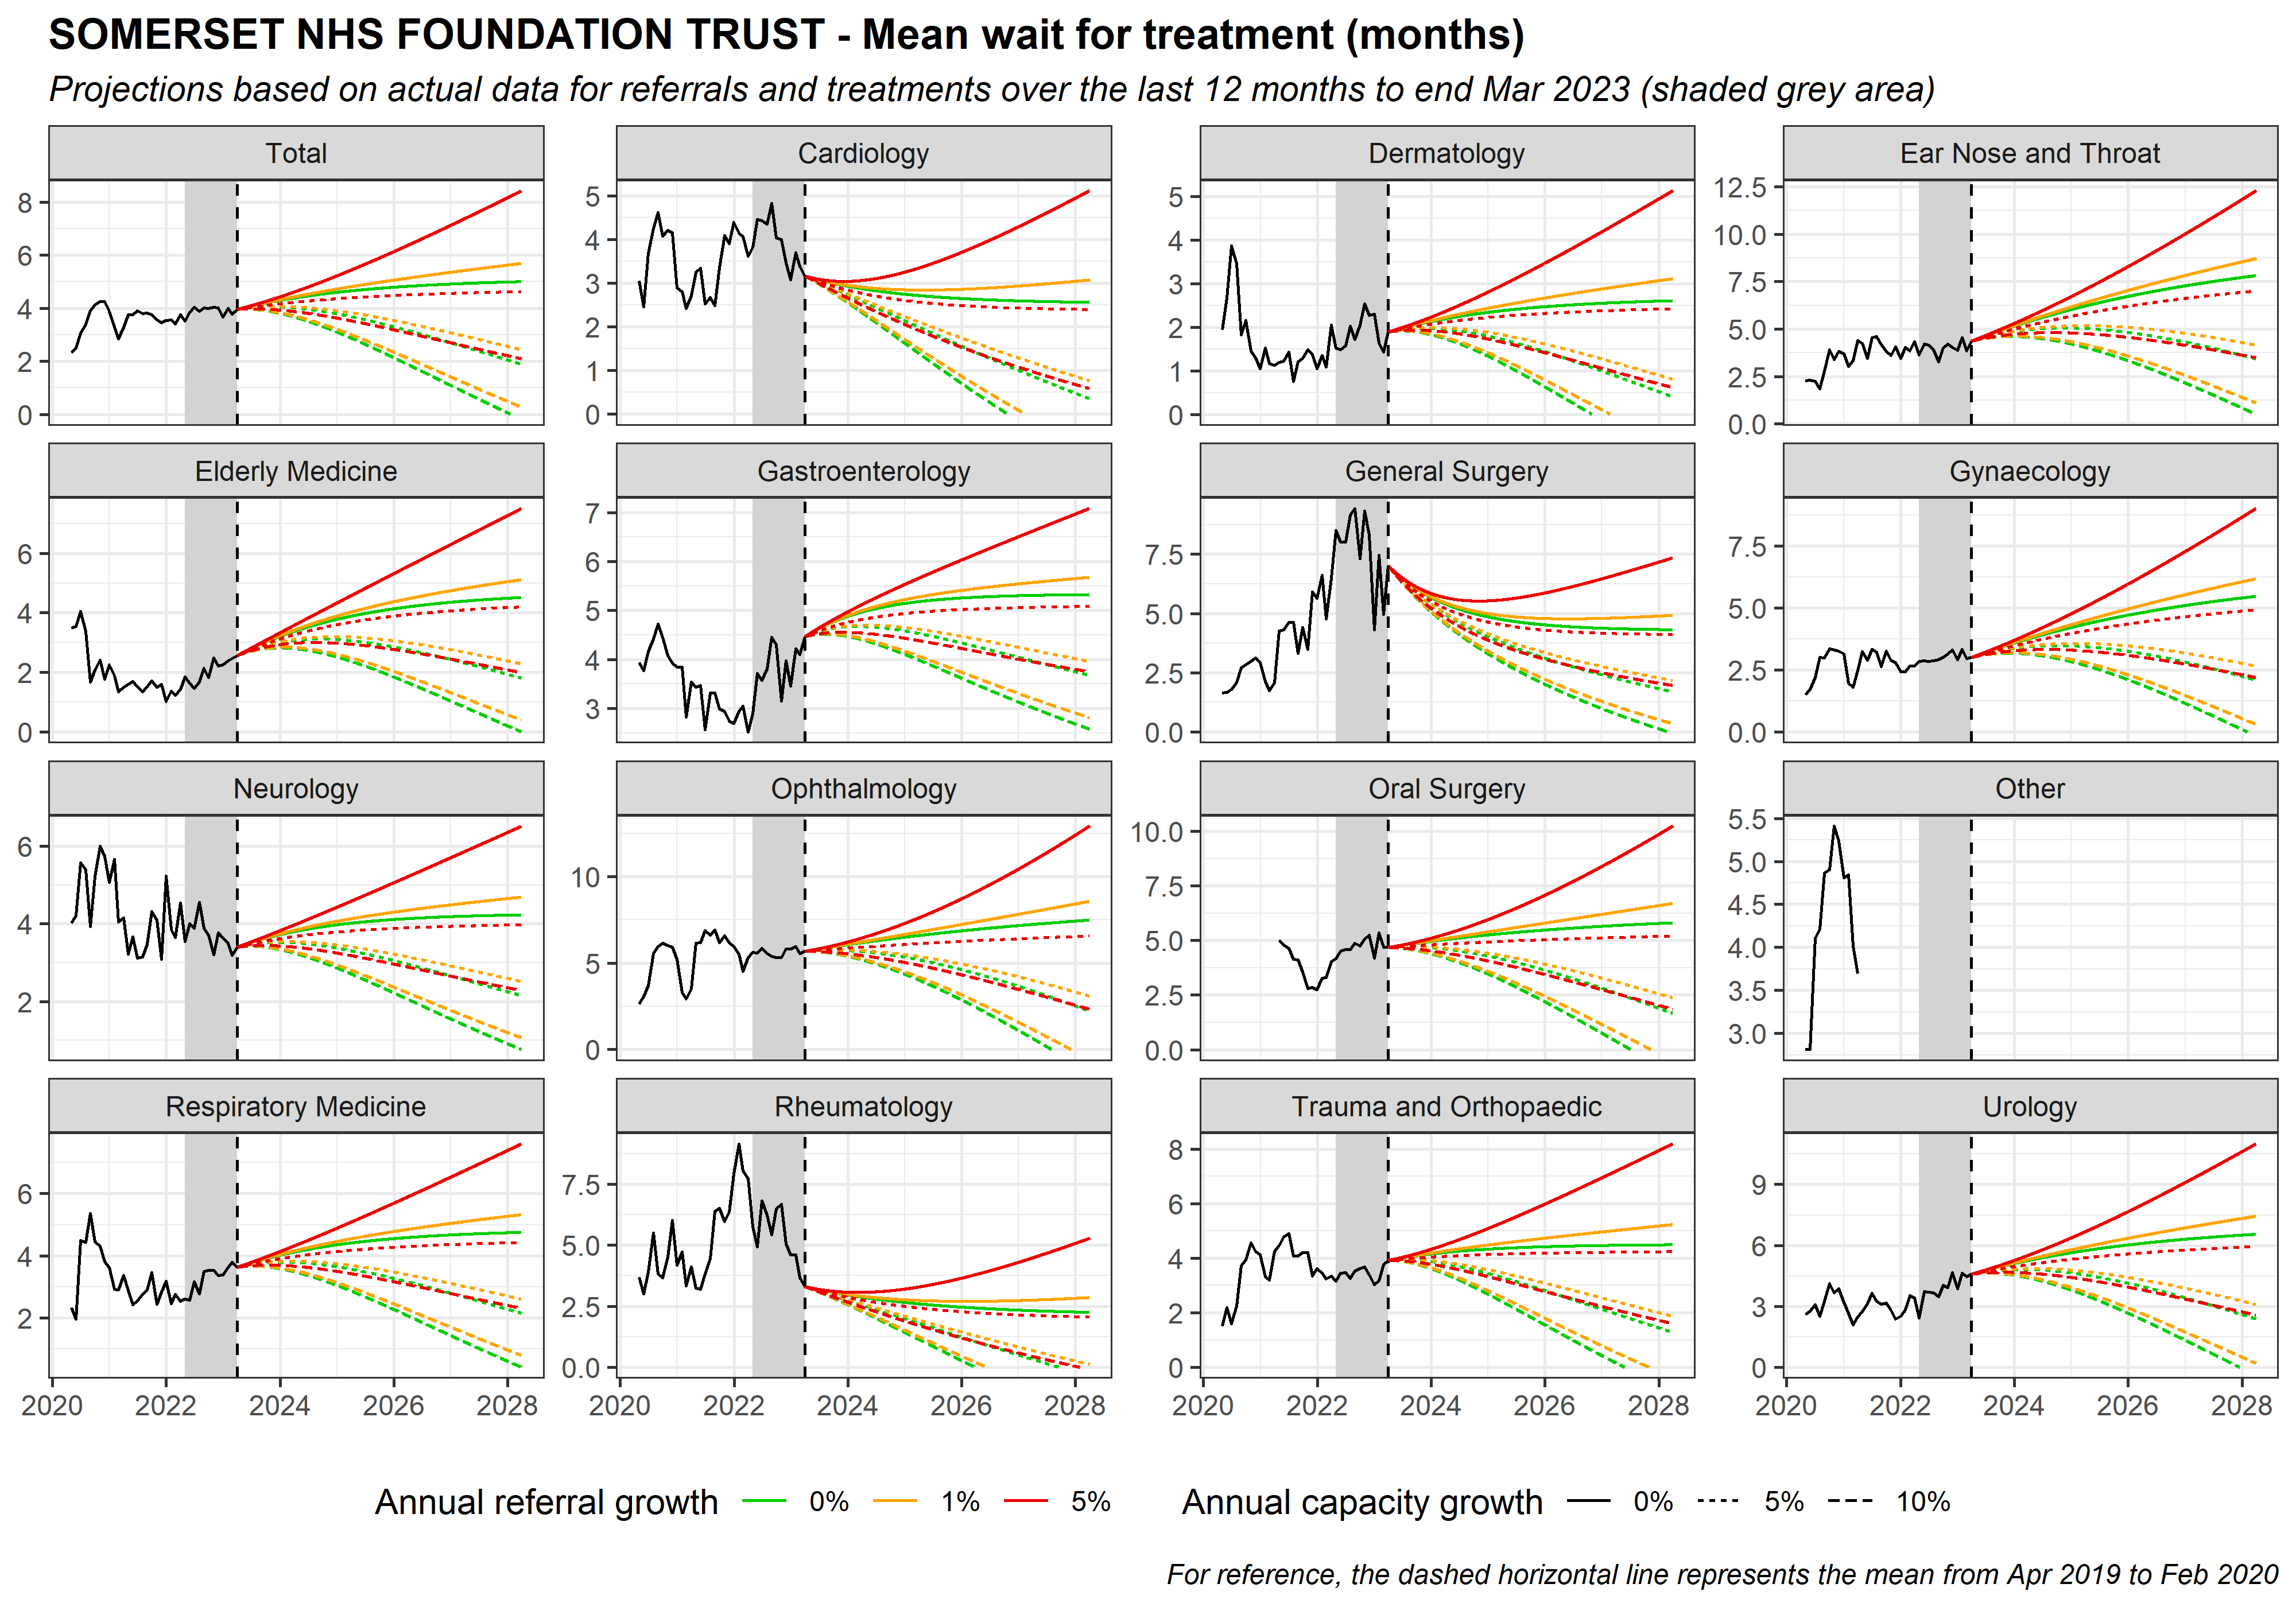 SOMERSET NHS FOUNDATION TRUST - Mean wait for treatment (months)
Projections based on actual data for referrals and treatments over the last 12 months to end Mar 2023 (shaded grey area)
Total
Cardiology
Dermatology
Ear Nose and Throat
8
6
4
2
0
5
4
3
2
1
0
5
4
3
2
1
0
12.5
10.0
7.5
5.0
2.5
0.0
Elderly Medicine
Gastroenterology
General Surgery
Gynaecology
6
4
2
0
7
6
5
4
3
7.5
5.0
2.5
0.0
7.5
5.0
2.5
0.0
Neurology
Ophthalmology
Oral Surgery
Other
6
4
2
10
5
0
10.0
7.5
5.0
2.5
0.0
5.5
5.0
4.5
4.0
3.5
3.0
Respiratory Medicine
Rheumatology
Trauma and Orthopaedic
Urology
6
4
2
7.5
5.0
2.5
0.0
8
6
4
2
0
9
6
3
0
2020 2022 2024 2026 2028
2020 2022 2024 2026 2028
2020 2022 2024 2026 2028
2020 2022 2024 2026 2028
Annual referral growth 0% 1% 5%
Annual capacity growth 0% 5% 10%
For reference, the dashed horizontal line represents the mean from Apr 2019 to Feb 2020